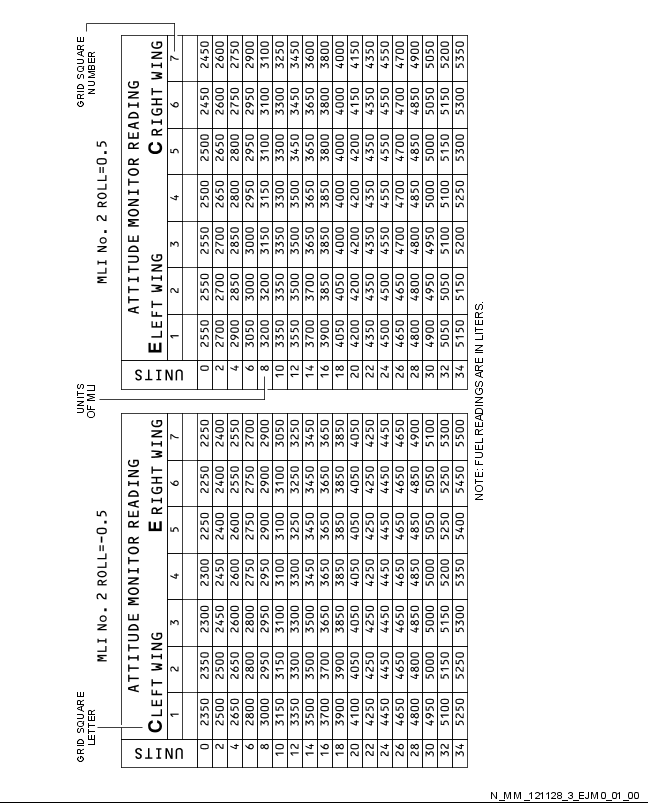 GRID SQUARE
LETTER
MLI No. 2 ROLL=-0.5
UNITS
ATTITUDE MONITOR READING
C LEFT WING E RIGHT WING
1 2 3 4 5 6 7
0 2350 2350 2300 2300 2250 2250 2250
2 2500 2500 2450 2400 2400 2400 2400
4 2650 2650 2600 2600 2600 2550 2550
6 2800 2800 2800 2750 2750 2750 2700
8 3000 2950 2950 2950 2900 2900 2900
10 3150 3150 3100 3100 3100 3100 3050
12 3350 3300 3300 3300 3250 3250 3250
14 3500 3500 3500 3450 3450 3450 3450
16 3700 3700 3650 3650 3650 3650 3650
18 3900 3900 3850 3850 3850 3850 3850
20 4100 4050 4050 4050 4050 4050 4050
22 4250 4250 4250 4250 4250 4250 4250
24 4450 4450 4450 4450 4450 4450 4450
26 4650 4650 4650 4650 4650 4650 4650
28 4800 4800 4850 4850 4850 4850 4900
30 4950 5000 5000 5000 5050 5050 5100
32 5100 5150 5150 5200 5250 5250 5300
34 5250 5250 5300 5350 5400 5450 5500
UNITS
OF MLI
GRID SQUARE
NUMBER
MLI No. 2 ROLL=0.5
UNITS
ATTITUDE MONITOR READING
E LEFT WING C RIGHT WING
1 2 3 4 5 6 7
0 2550 2550 2550 2500 2500 2450 2450
2 2700 2700 2700 2650 2650 2600 2600
4 2900 2850 2850 2800 2800 2750 2750
6 3050 3000 3000 2950 2950 2950 2900
8 3200 3200 3150 3150 3100 3100 3100
10 3350 3350 3350 3300 3300 3300 3250
12 3550 3500 3500 3500 3450 3450 3450
14 3700 3700 3650 3650 3650 3650 3600
16 3900 3850 3850 3850 3800 3800 3800
18 4050 4050 4000 4000 4000 4000 4000
20 4200 4200 4200 4200 4200 4150 4150
22 4350 4350 4350 4350 4350 4350 4350
24 4500 4500 4550 4550 4550 4550 4550
26 4650 4650 4700 4700 4700 4700 4700
28 4800 4800 4800 4850 4850 4850 4900
30 4900 4950 4950 5000 5000 5050 5050
32 5050 5050 5100 5100 5150 5150 5200
34 5150 5150 5200 5250 5300 5300 5350
NOTE: FUEL READINGS ARE IN LITERS.
N_MM_121128_3_EJM0_01_00